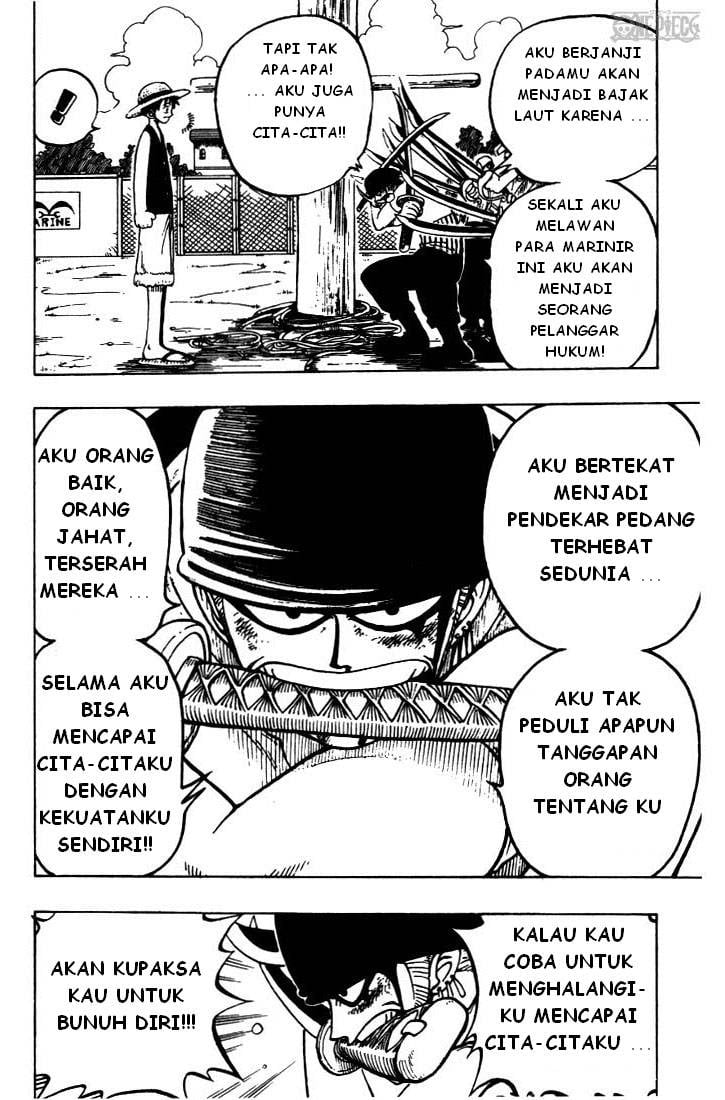 ONE PIECE
AKU BERJANJI
PADAMU AKAN
MENJADI BAJAK
LAUT KARENA ...
SEKALI AKU
MELAWAN
PARA MARINIR
INI AKU AKAN
MENJADI
SEORANG
PELANGGAR
HUKUM!
TAPI TAK
APA-APA!
... AKU JUGA
PUNYA
CITA-CITA!!
!
ARINE
AKU BERTEKAT
MENJADI
PENDEKAR PEDANG
TERHEBAT
SEDUNIA ...
AKU TAK
PEDULI APAPUN
TANGGAPAN
ORANG
TENTANG KU
AKU ORANG
BAIK,
ORANG
JAHAT,
TERSERAH
MEREKA ...
SELAMA AKU
BISA
MENCAPAI
CITA-CITAKU
DENGAN
KEKUATANKU
SENDIRI!!
KALAU KAU
COBA UNTUK
MENGHALANGI-
KU MENCAPAI
CITA-CITAKU ...
AKAN KUPAKSA
KAU UNTUK
BUNUH DIRI!!!